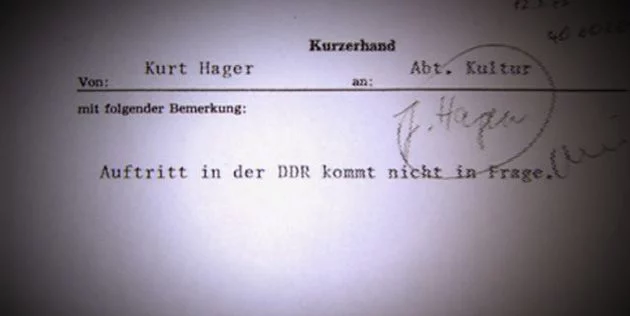 Kurzerhand
Von: Kurt Hager an: Abt. Kultur
mit folgender Bemerkung:
Hager
Auftritt in der DDR kommt nicht in Frage.